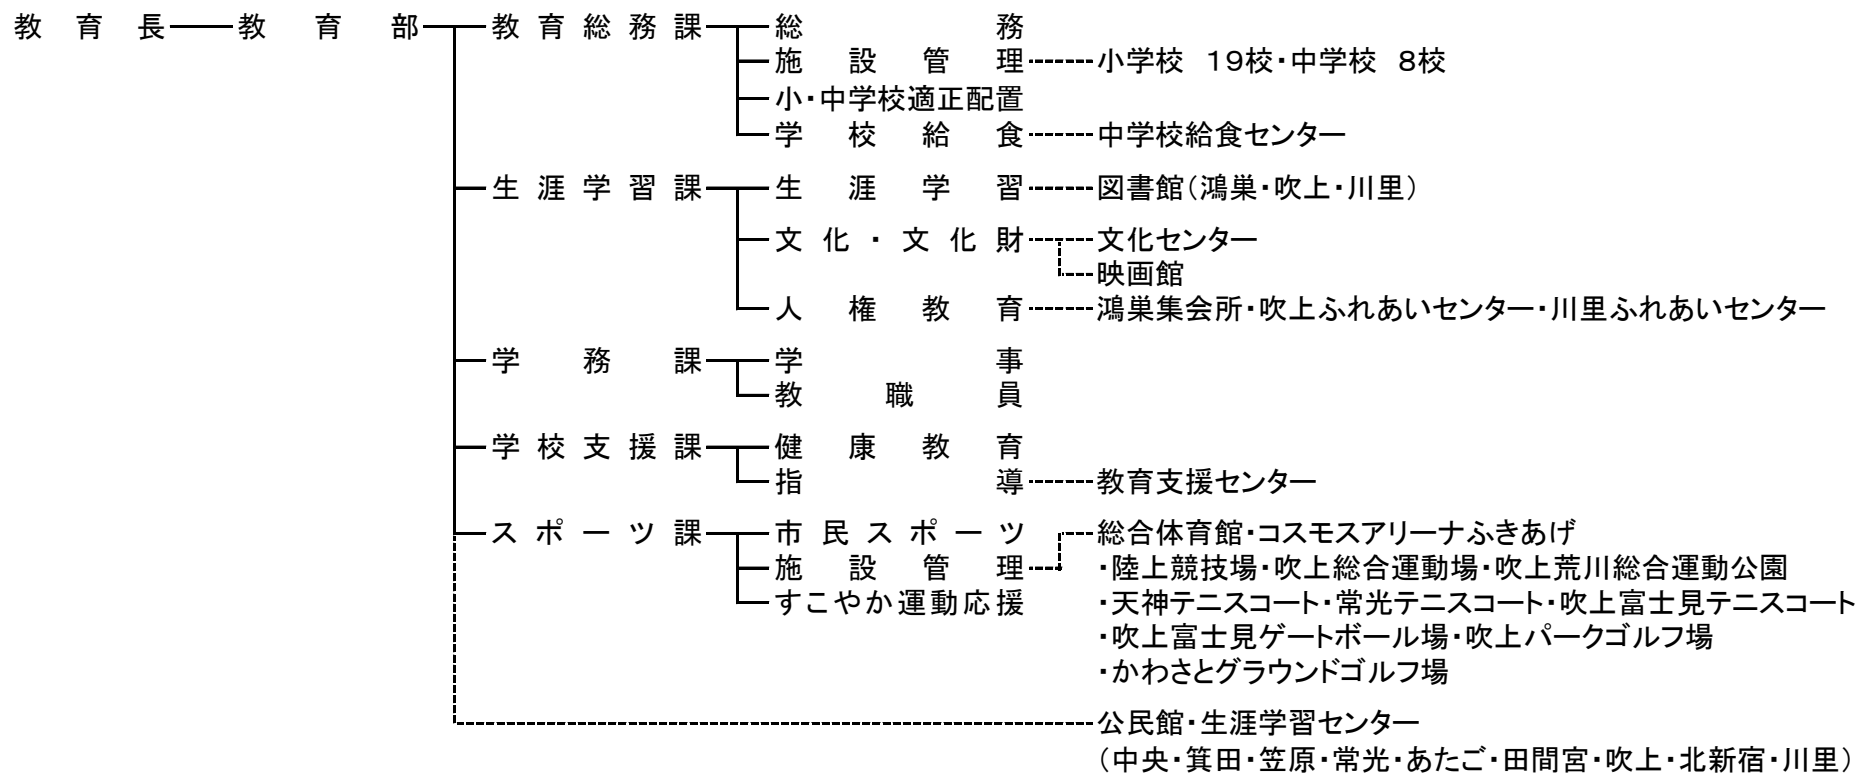 教育長 教育部 教育総務課 総務
施設管理 小学校 19校・中学校 8校
小・中学校適正配置
学校給食 中学校給食センター
生涯学習課 生涯学習 図書館(鴻巣・吹上・川里)
文化・文化財 文化センター
映画館
人権教育 鴻巣集会所・吹上ふれあいセンター・川里ふれあいセンター
学務課 学事
教職員
学校支援課 健康教育
指導 教育支援センター
スポーツ課 市民スポーツ 総合体育館・コスモスアリーナふきあげ
施設管理 ・陸上競技場・吹上総合運動場・吹上荒川総合運動公園
すこやか運動応援 ・天神テニスコート・常光テニスコート・吹上富士見テニスコート
・吹上富士見ゲートボール場・吹上パークゴルフ場
・かわさとグラウンドゴルフ場
公民館・生涯学習センター
(中央・箕田・笠原・常光・あたご・田間宮・吹上・北新宿・川里)